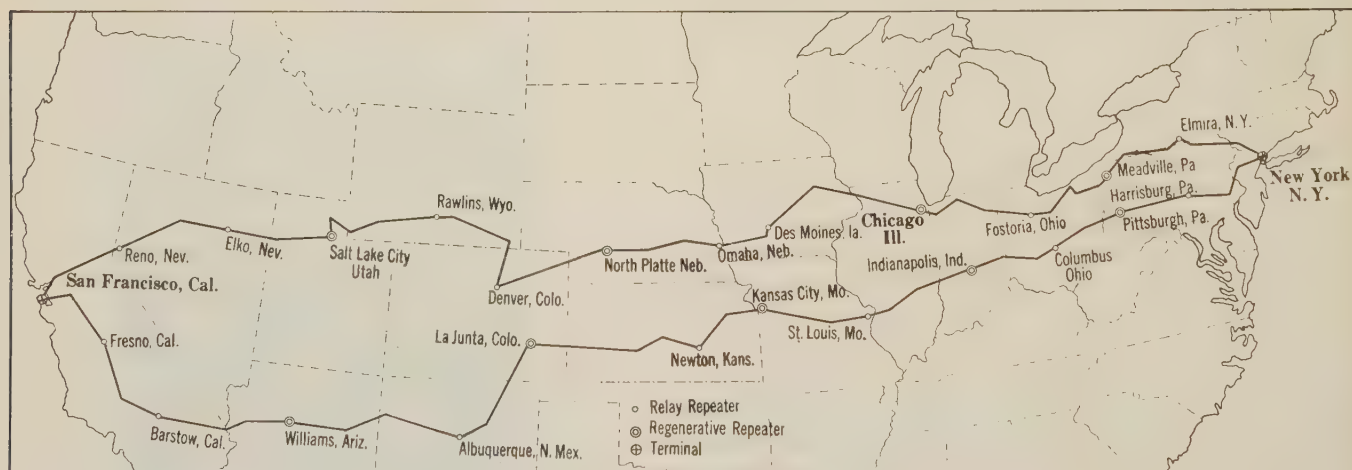 Elmira, N. Y.
Meadville, Pa
Harrisburg, Pa.
New York
N. Y.
Rawlins, Wyo.
Chicago
Ill.
Fostoria, Ohio
Pittsburgh, Pa.
Reno, Nev.
Elko, Nev.
Salt Lake City
Utah
North Platte Neb.
Omaha, Neb.
Des Moines, Ia.
Indianapolis, Ind.
Columbus
Ohio
San Francisco, Cal.
Denver, Colo.
Kansas City, Mo.
Fresno, Cal.
La Junta, Colo.
Newton, Kans.
St. Louis, Mo.
Barstow, Cal.
Williams, Ariz.
Albuquerque, N. Mex.
Relay Repeater
Regenerative Repeater
Terminal